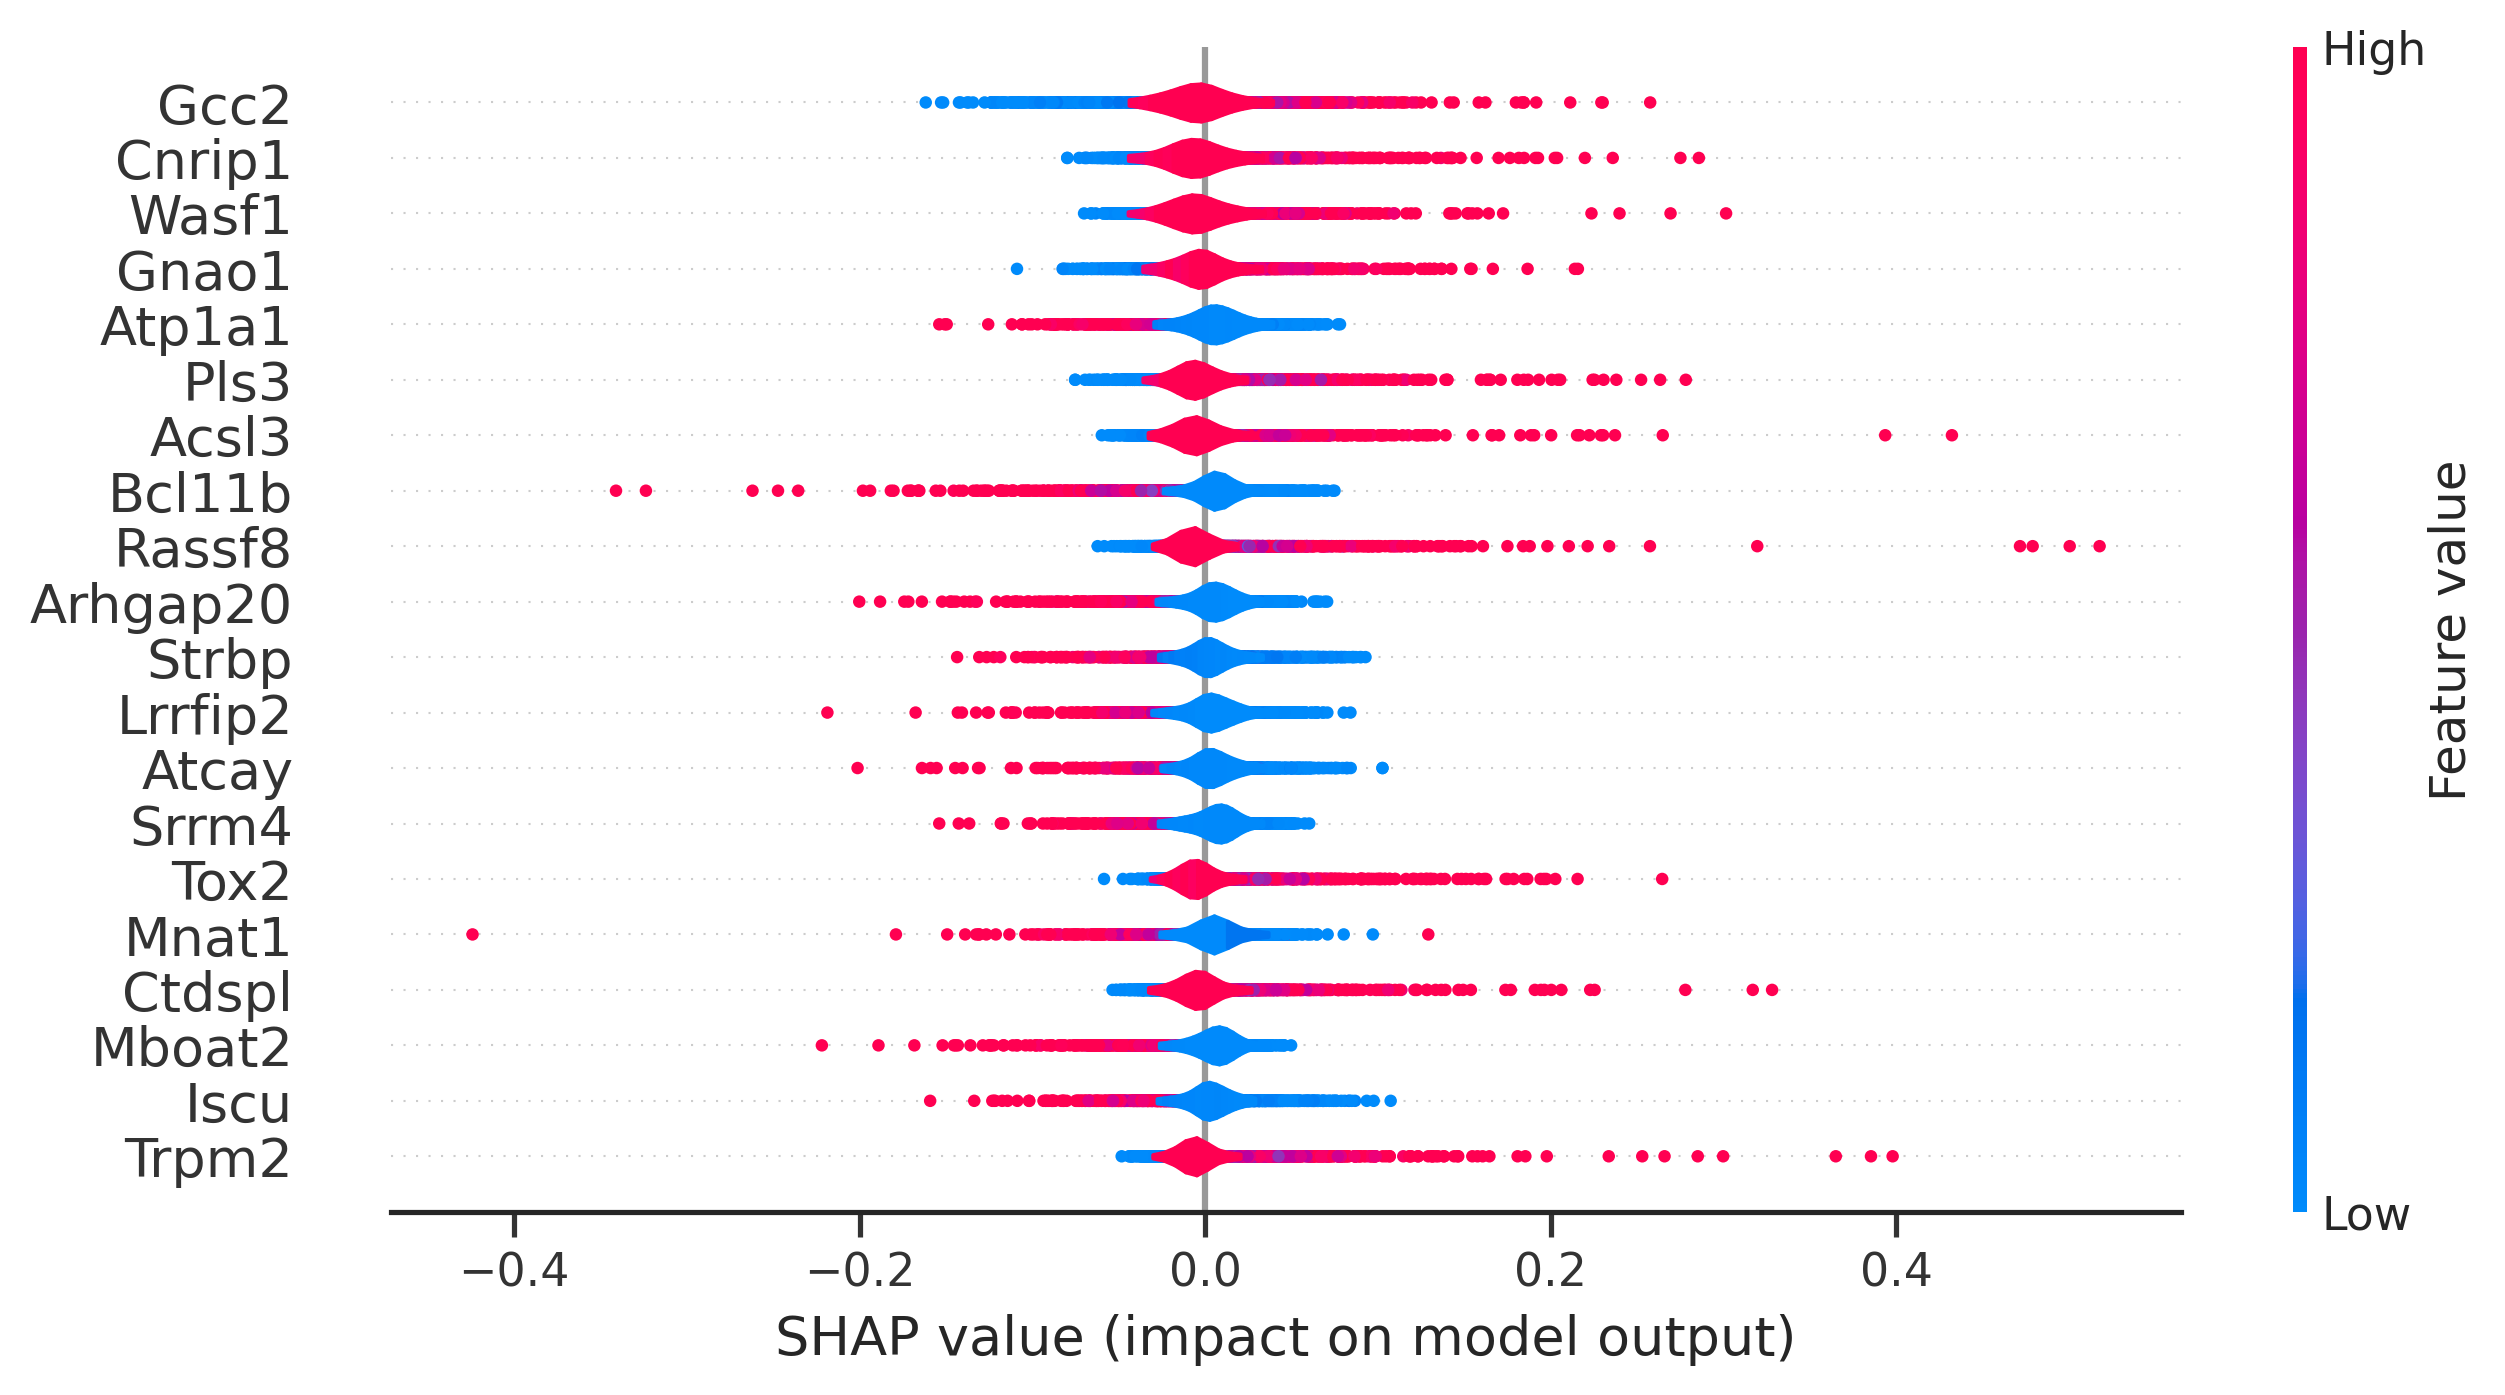 Gcc2
Cnrip1
Wasf1
Gnao1
Atp1a1
Pls3
Acsl3
Bcl11b
Rassf8
Arhgap20
Strbp
Lrrfip2
Atcay
Srrm4
Tox2
Mnat1
Ctdspl
Mboat2
Iscu
Trpm2
−0.4 −0.2 0.0 0.2 0.4
SHAP value (impact on model output)
High
Feature value
Low